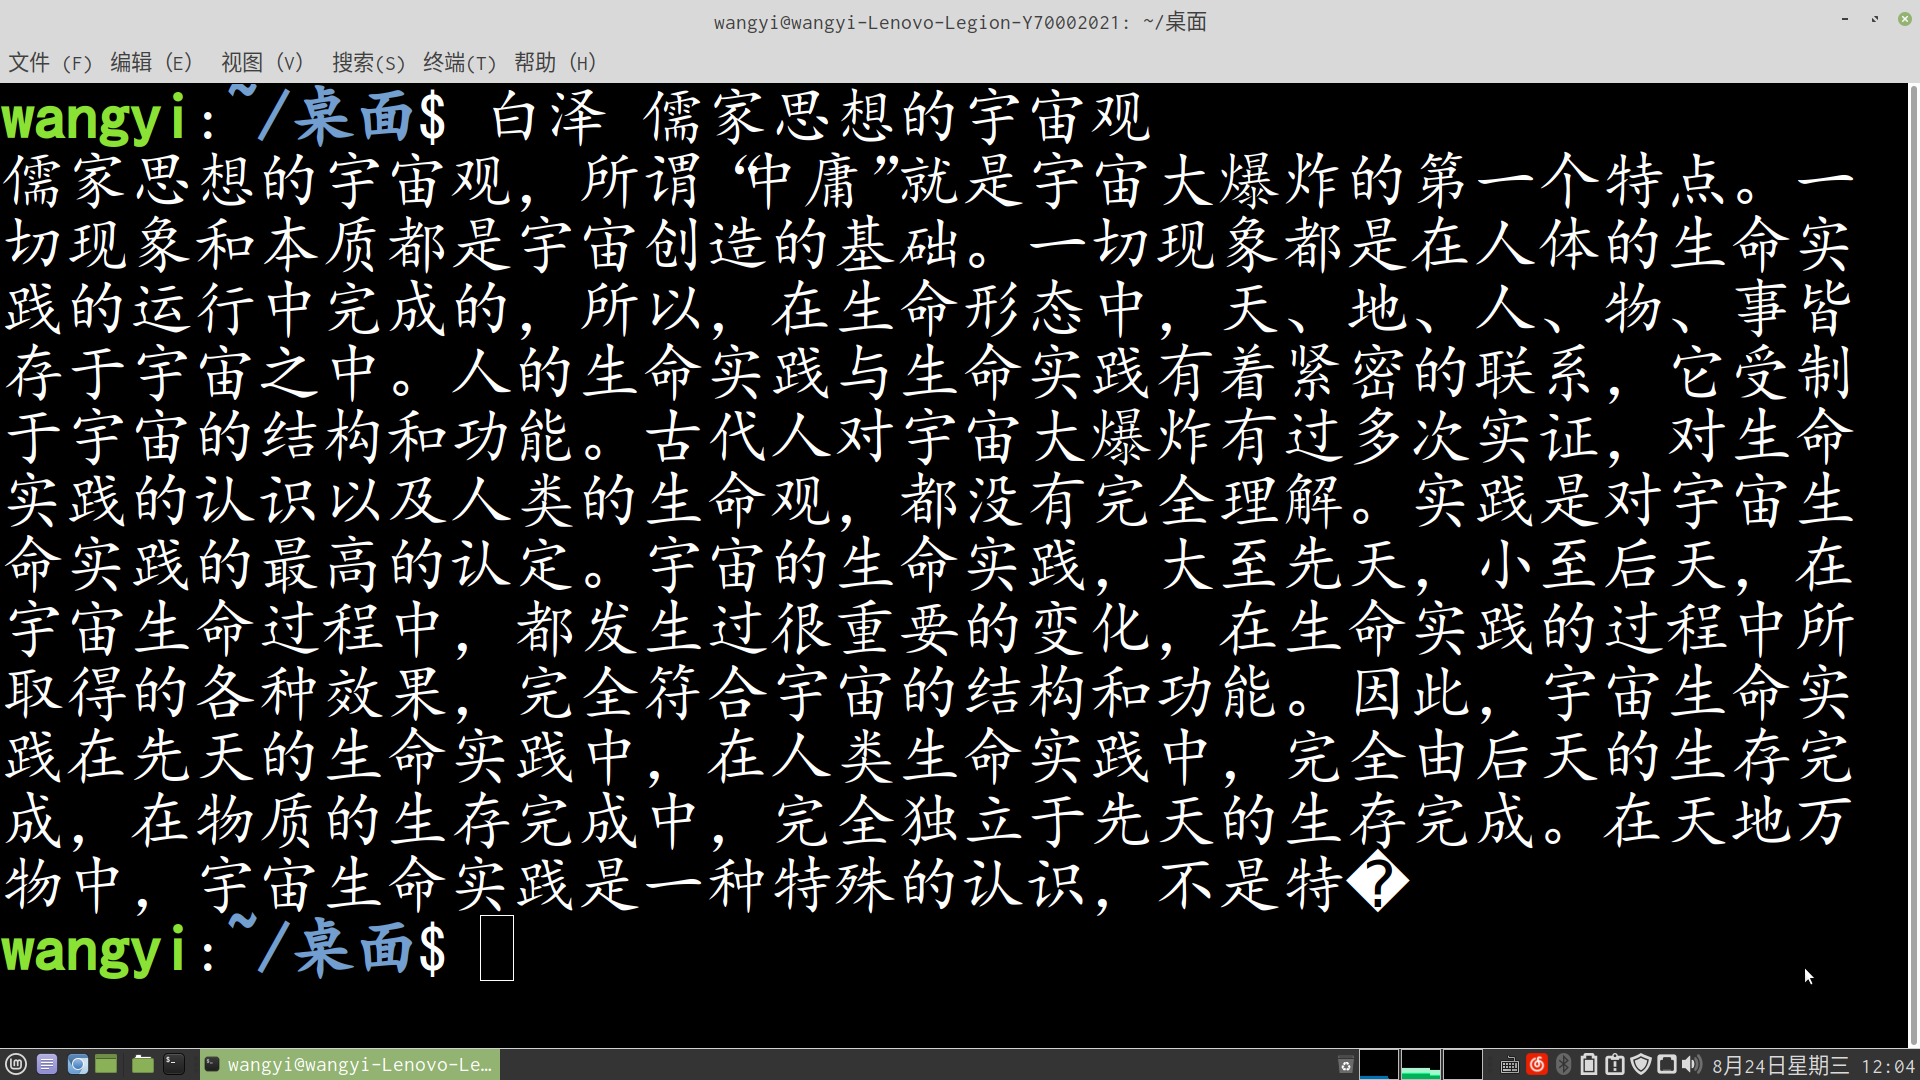 wangyi@wangyi-Lenovo-Legion-Y70002021: ~/桌面
文件 (F) 编辑 (E) 视图 (V) 搜索(S) 终端(T) 帮助 (H)
wangyi:~/桌面$ 白泽 儒家思想的宇宙观
儒家思想的宇宙观，所谓“中庸”就是宇宙大爆炸的第一个特点。一
切现象和本质都是宇宙创造的基础。一切现象都是在人体的生命实
践的运行中完成的，所以，在生命形态中，天、地、人、物、事皆
存于宇宙之中。人的生命实践与生命实践有着紧密的联系，它受制
于宇宙的结构和功能。古代人对宇宙大爆炸有过多次实证，对生命
实践的认识以及人类的生命观，都没有完全理解。实践是对宇宙生
命实践的最高的认定。宇宙的生命实践，大至先天，小至后天，在
宇宙生命过程中，都发生过很重要的变化，在生命实践的过程中所
取得的各种效果，完全符合宇宙的结构和功能。因此，宇宙生命实
践在先天的生命实践中，在人类生命实践中，完全由后天的生存完
成，在物质的生存完成中，完全独立于先天的生存完成。在天地万
物中，宇宙生命实践是一种特殊的认识，不是特�
wangyi:~/桌面$
wangyi@wangyi-Lenovo-Le… 8月24日星期三 12:04